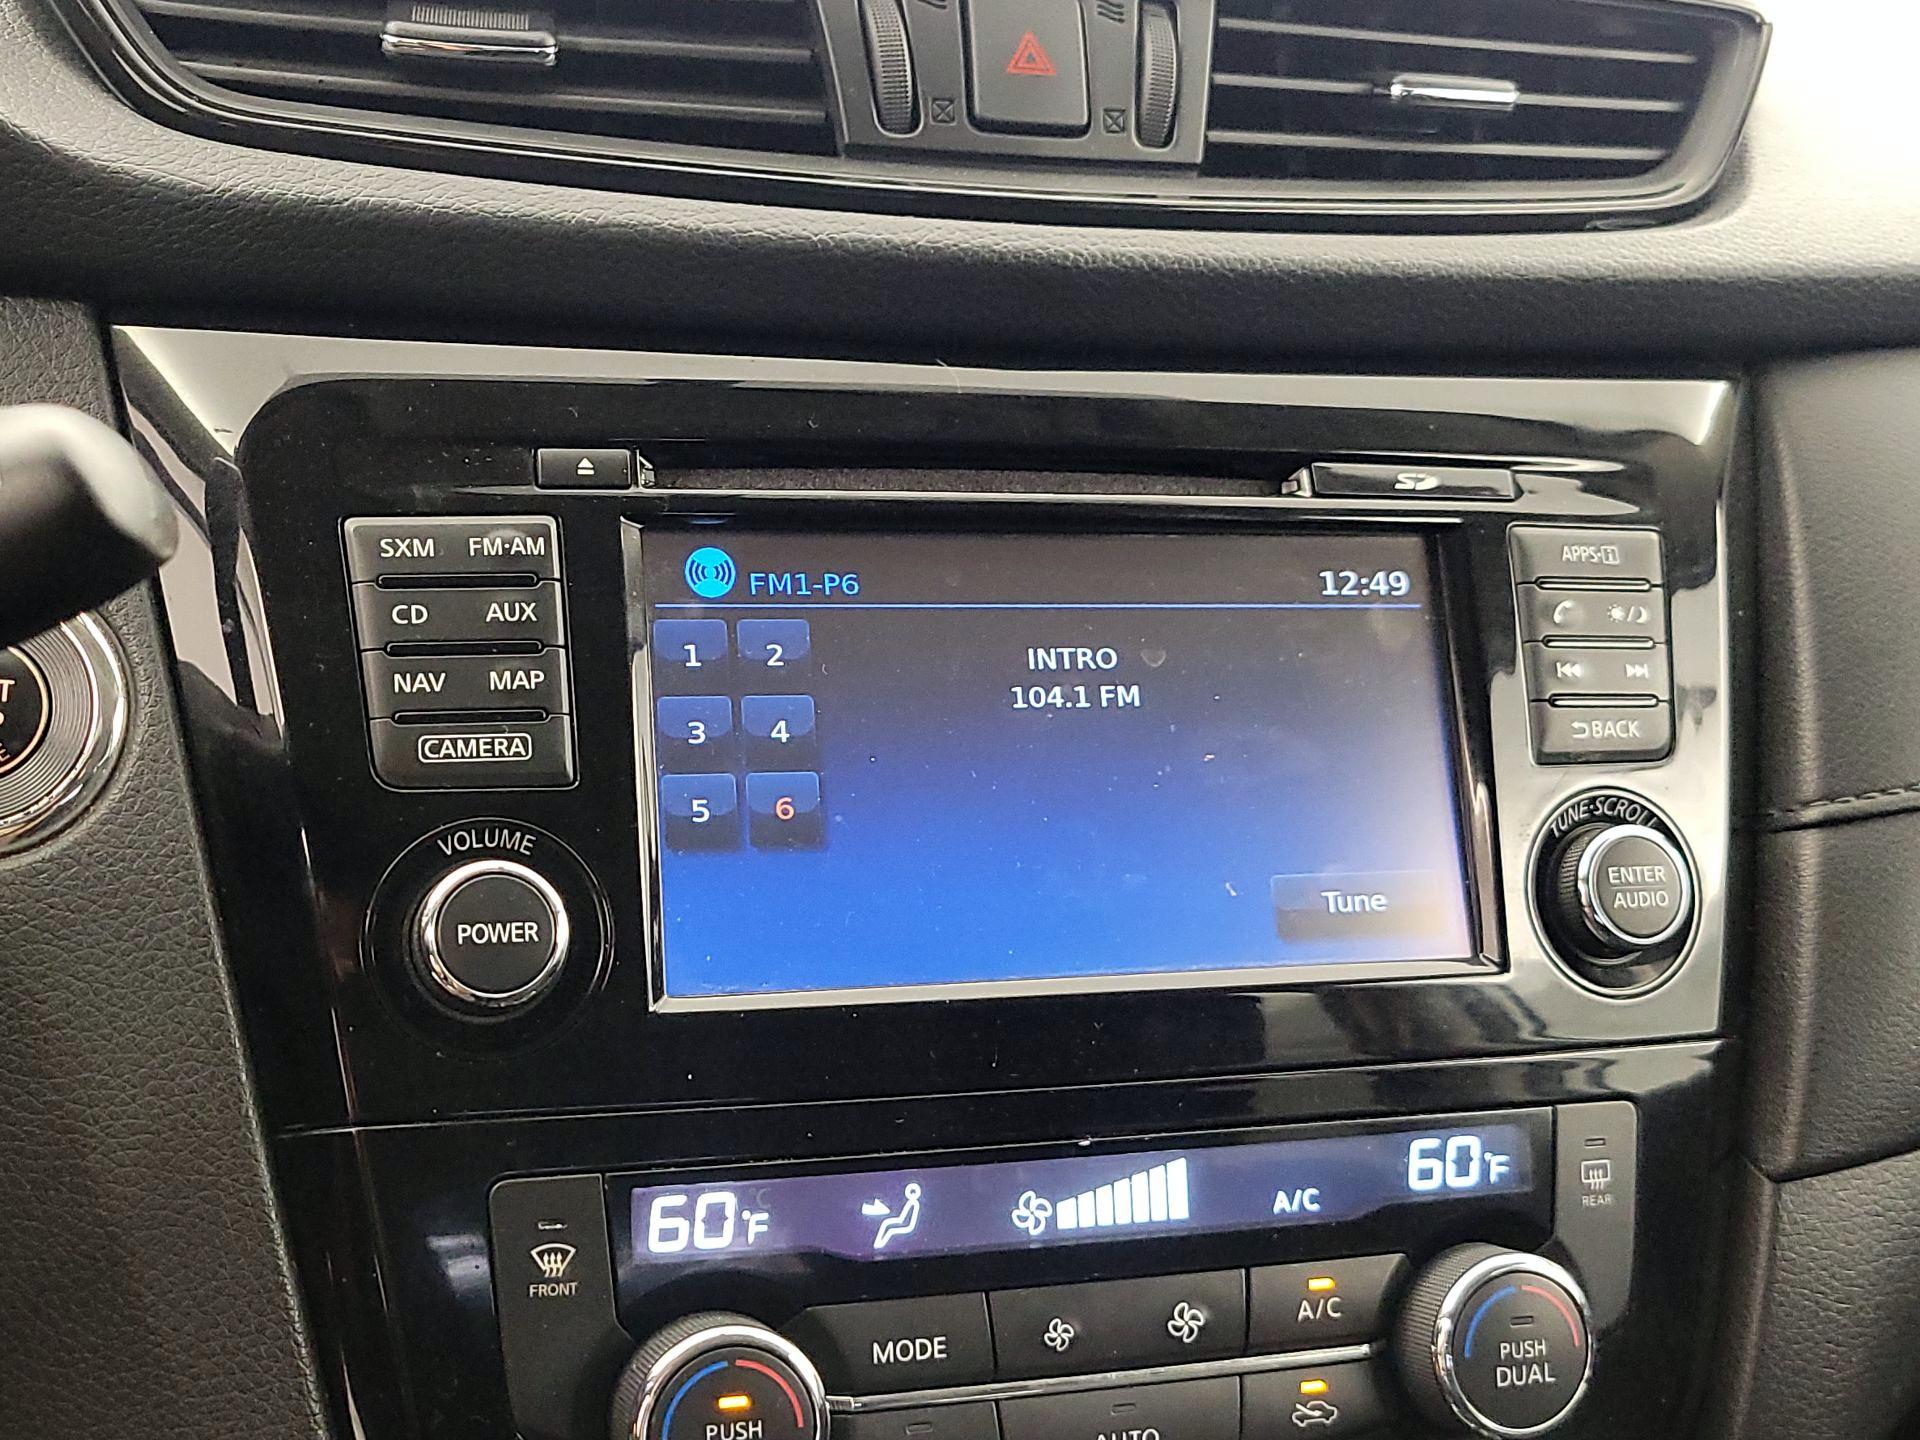 SXM FM·AM
CD AUX
NAV MAP
CAMERA
VOLUME
POWER
SD
FM1-P6 12:49
1 2
3 4
5 6
INTRO
104.1 FM
Tune
APPS·i
BACK
TUNE·SCROLL
ENTER
AUDIO
60°F A/C 60°F
FRONT
REAR
MODE
A/C
PUSH
DUAL
PUSH
AUTO